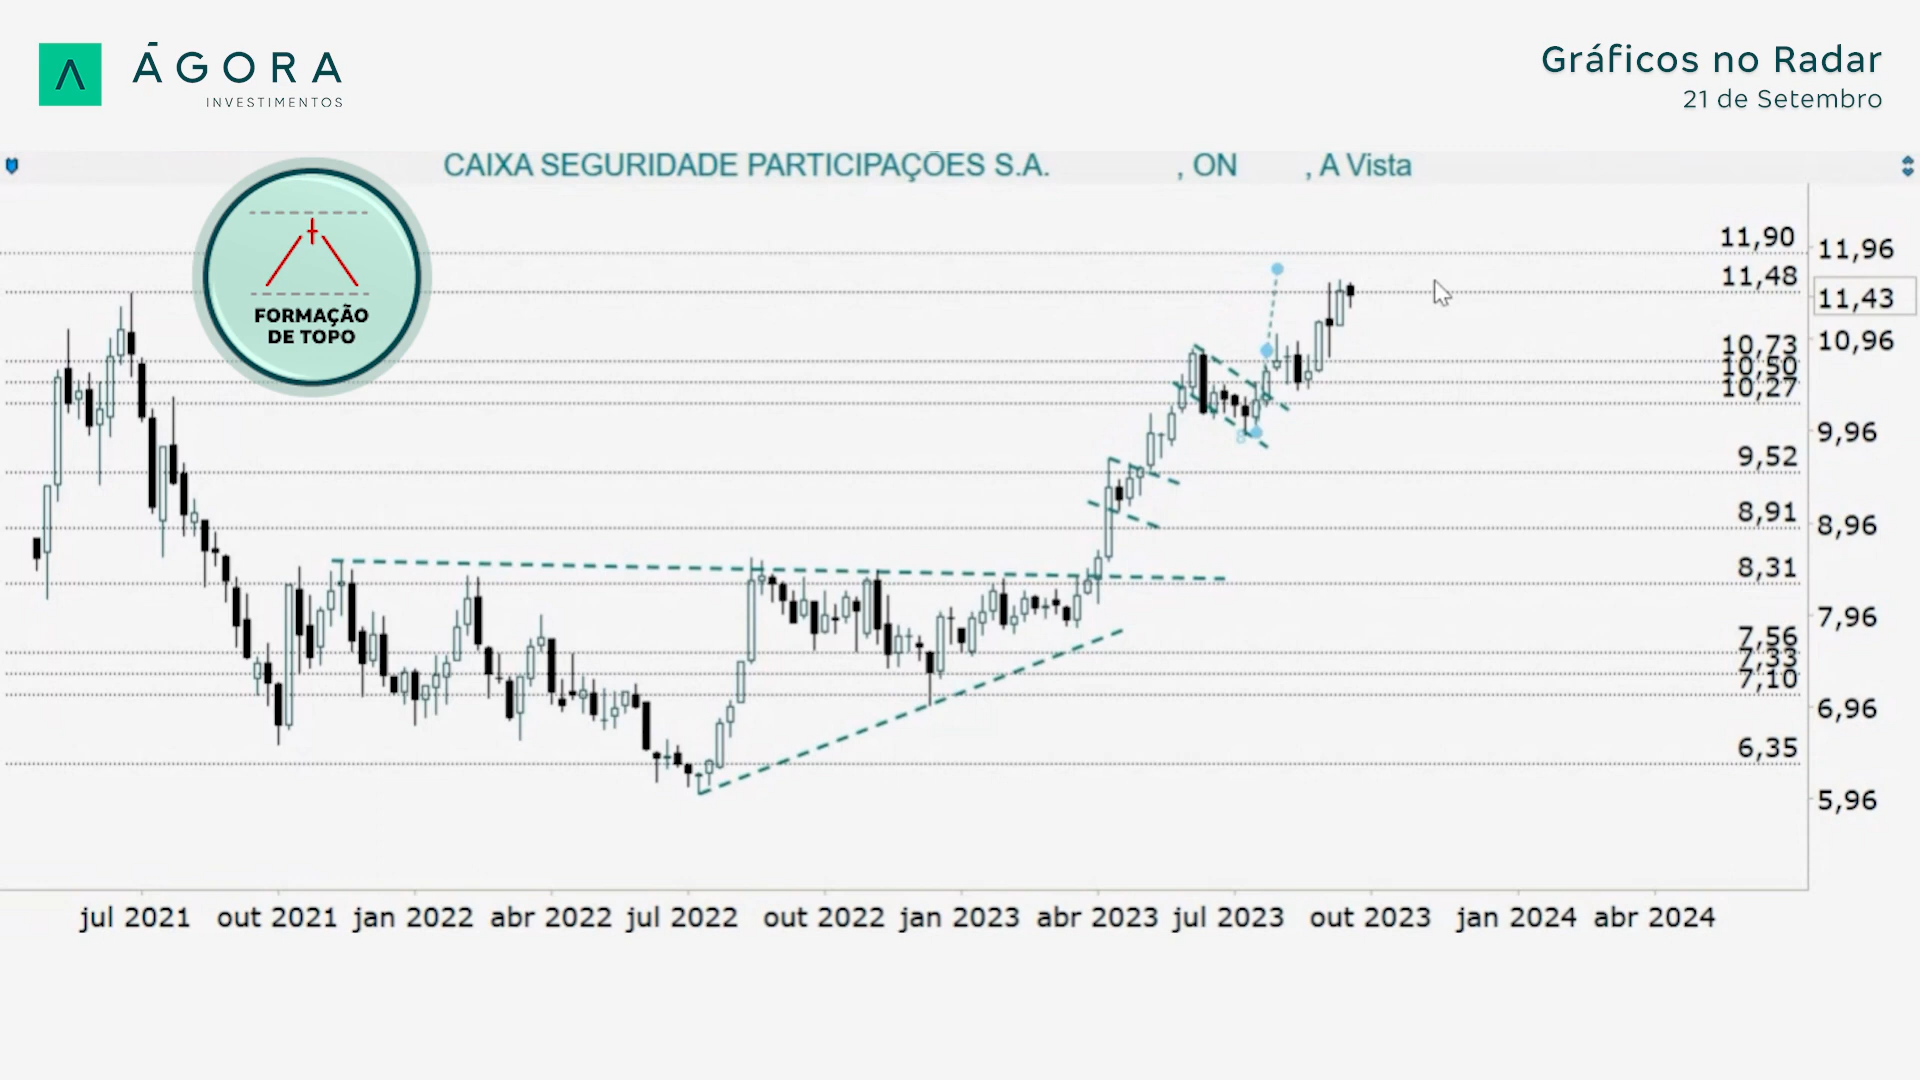 ÁGORA
INVESTIMENTOS
Gráficos no Radar
21 de Setembro
CAIXA SEGURIDADE PARTICIPAÇÕES S.A. , ON , A Vista
FORMAÇÃO
DE TOPO
11,90
11,48
10,73
10,50
10,27
9,52
8,91
8,31
7,56
7,33
7,10
6,35
11,96
11,43
10,96
9,96
8,96
7,96
6,96
5,96
jul 2021 out 2021 jan 2022 abr 2022 jul 2022 out 2022 jan 2023 abr 2023 jul 2023 out 2023 jan 2024 abr 2024